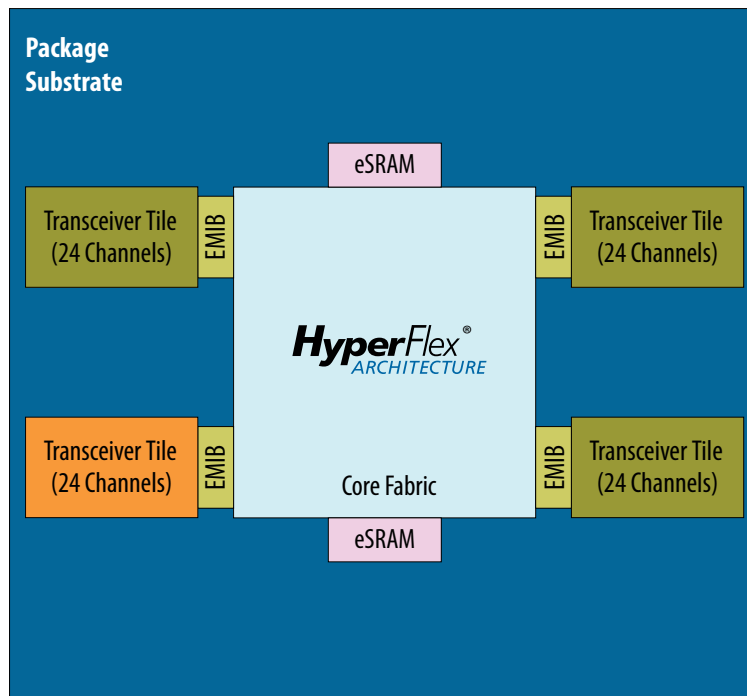 Package
Substrate
eSRAM
Transceiver Tile
(24 Channels)
EMIB
EMIB
Transceiver Tile
(24 Channels)
HyperFlex®
ARCHITECTURE
Transceiver Tile
(24 Channels)
EMIB
Core Fabric
EMIB
Transceiver Tile
(24 Channels)
eSRAM